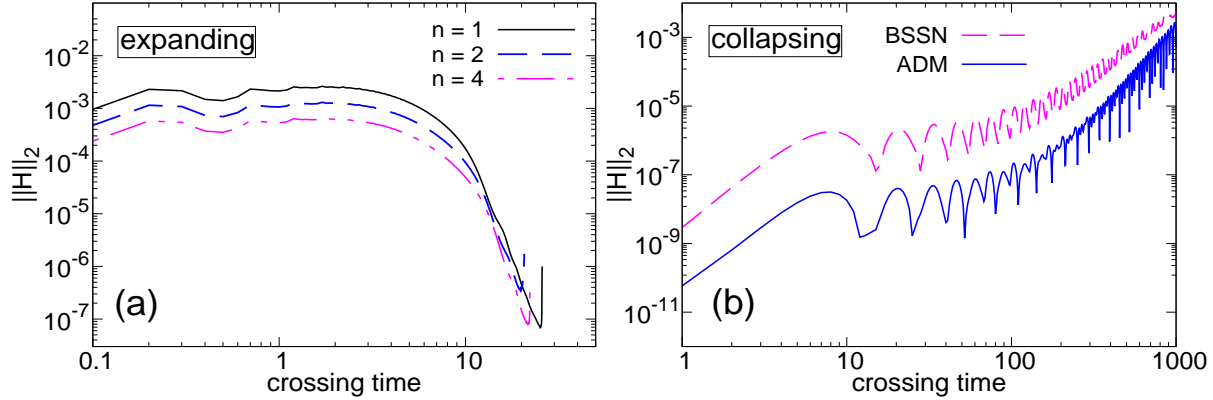 expanding
n = 1
n = 2
n = 4
||H||₂
10⁻²
10⁻³
10⁻⁴
10⁻⁵
10⁻⁶
10⁻⁷
(a)
0.1
1
10
crossing time
collapsing
BSSN
ADM
||H||₂
10⁻³
10⁻⁵
10⁻⁷
10⁻⁹
10⁻¹¹
(b)
1
10
100
1000
crossing time